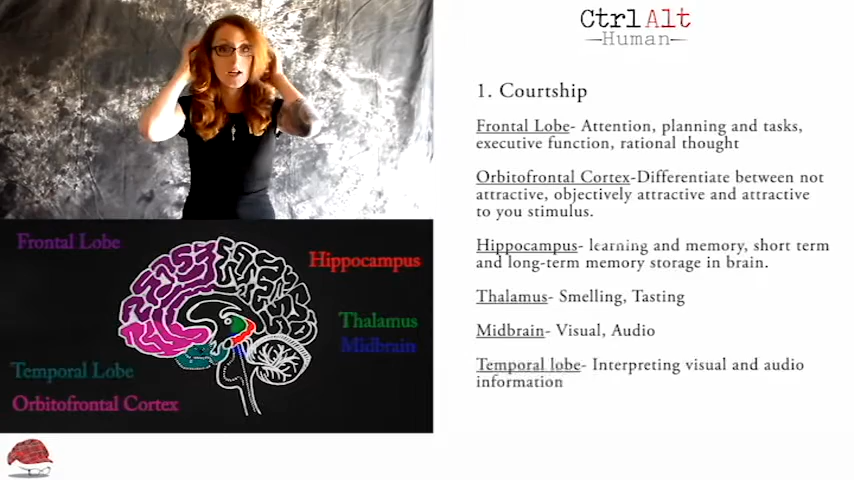 Ctrl Alt
Human
1. Courtship
Frontal Lobe- Attention, planning and tasks,
executive function, rational thought
Orbitofrontal Cortex-Differentiate between not
attractive, objectively attractive and attractive
to you stimulus.
Hippocampus- learning and memory, short term
and long-term memory storage in brain.
Thalamus- Smelling, Tasting
Midbrain- Visual, Audio
Temporal lobe- Interpreting visual and audio
information
Frontal Lobe
Hippocampus
Thalamus
Midbrain
Temporal Lobe
Orbitofrontal Cortex